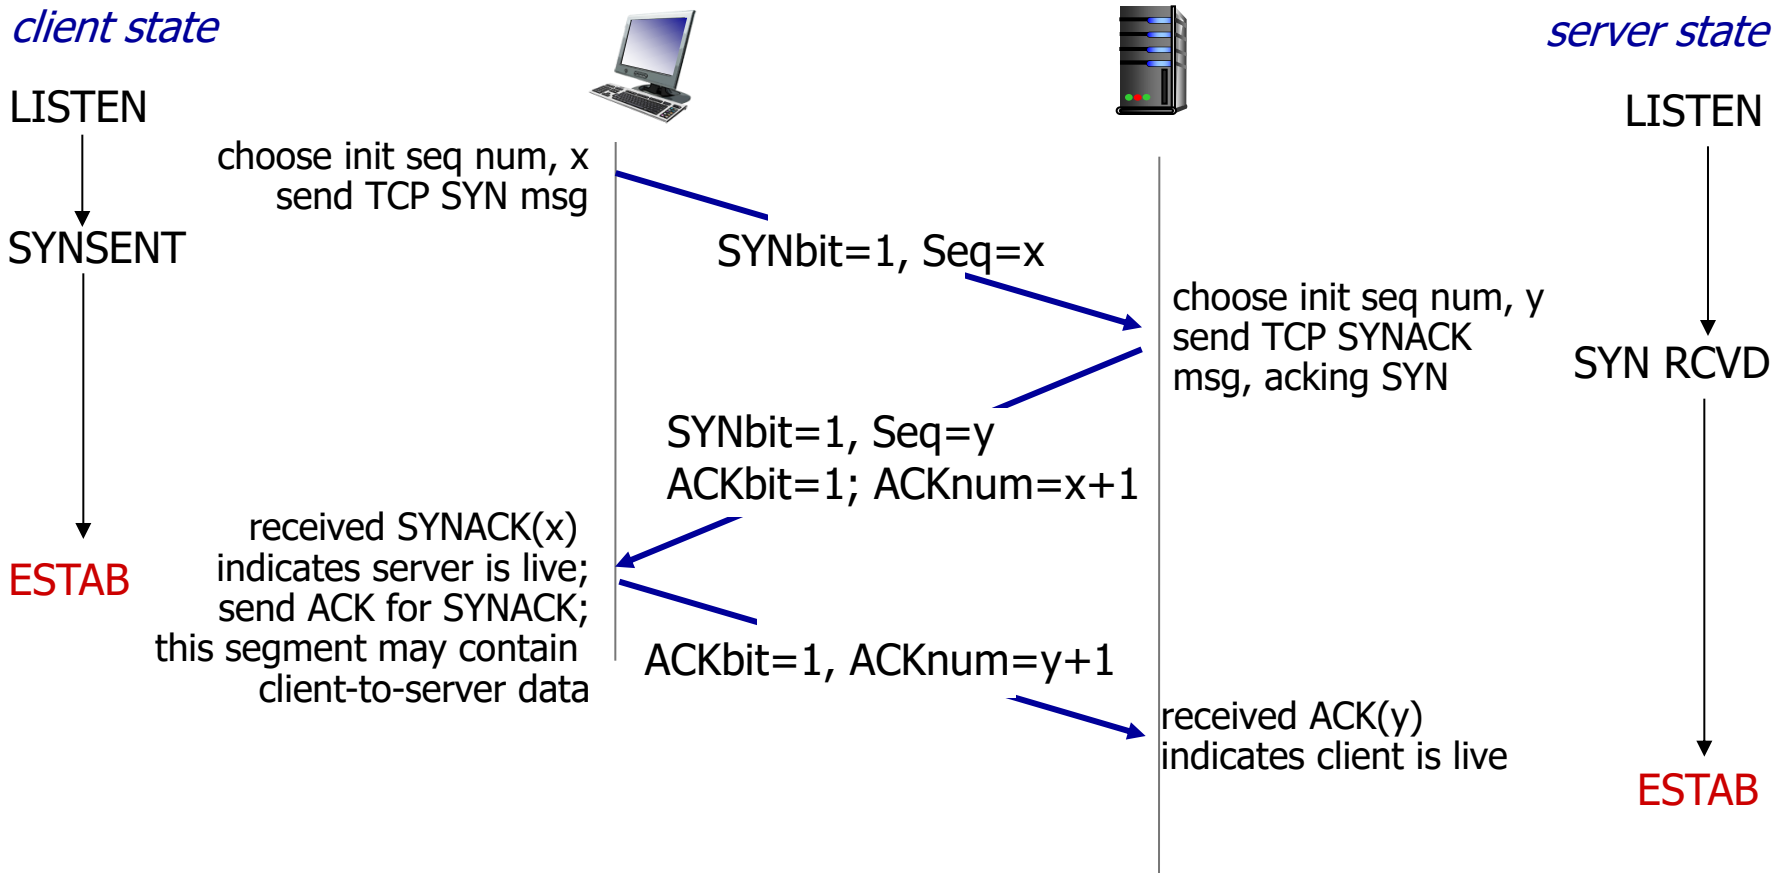 client state
server state
LISTEN
LISTEN
choose init seq num, x
send TCP SYN msg
SYNSENT
SYNbit=1, Seq=x
choose init seq num, y
send TCP SYNACK
msg, acking SYN
SYN RCVD
SYNbit=1, Seq=y
ACKbit=1; ACKnum=x+1
received SYNACK(x)
indicates server is live;
send ACK for SYNACK;
this segment may contain
client-to-server data
ESTAB
ACKbit=1, ACKnum=y+1
received ACK(y)
indicates client is live
ESTAB